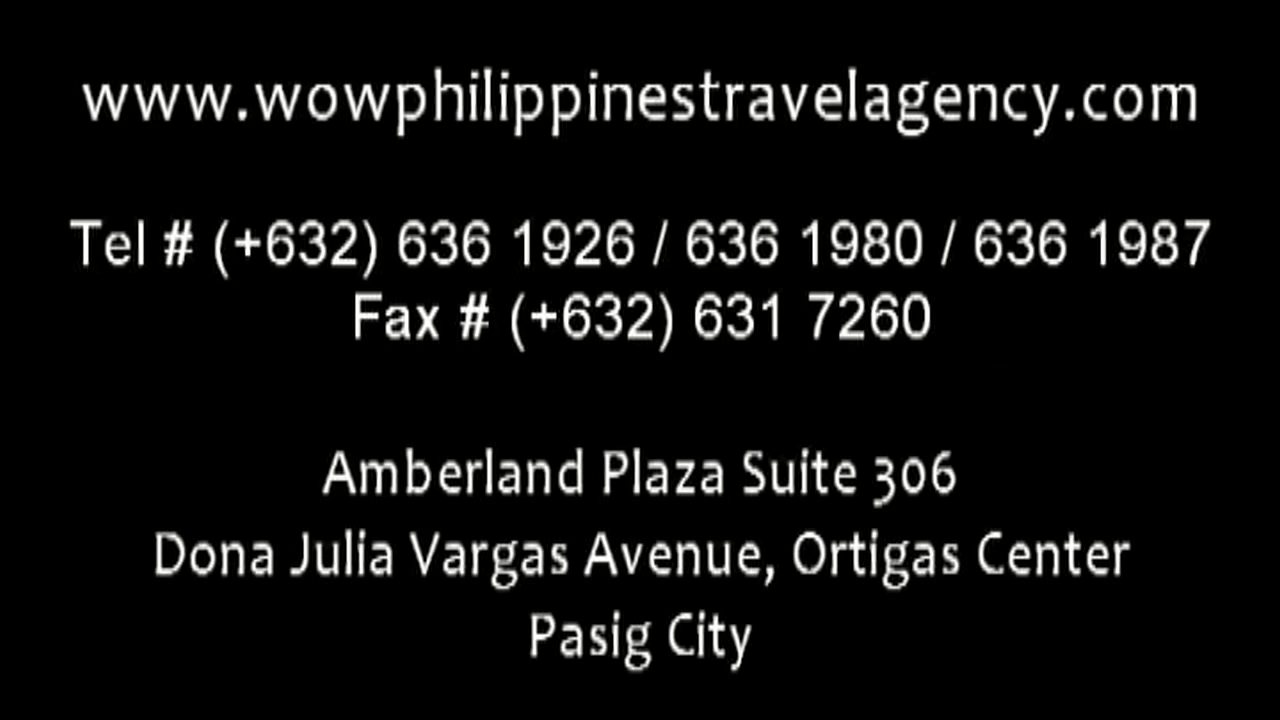 www.wowphilippinestravelagency.com
Tel # (+632) 636 1926 / 636 1980 / 636 1987
Fax # (+632) 631 7260
Amberland Plaza Suite 306
Dona Julia Vargas Avenue, Ortigas Center
Pasig City